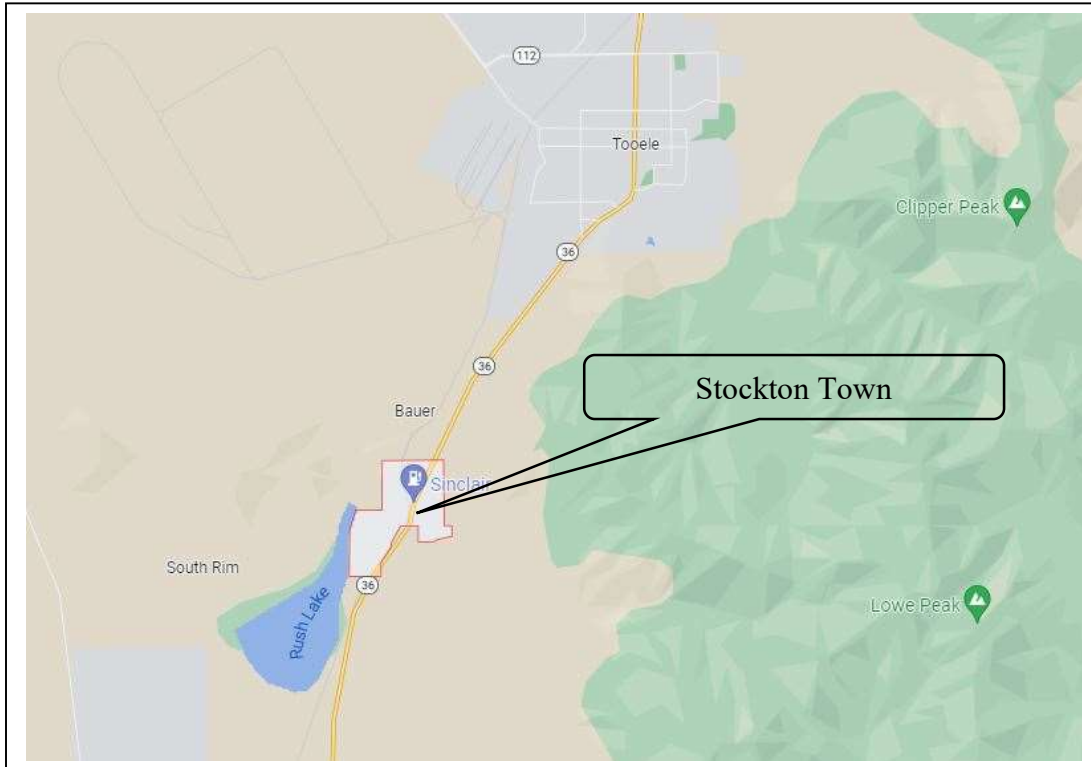 112
Tooele
Clipper Peak
36
36
Stockton Town
Bauer
Sinclair
South Rim
36
Rush Lake
Lowe Peak